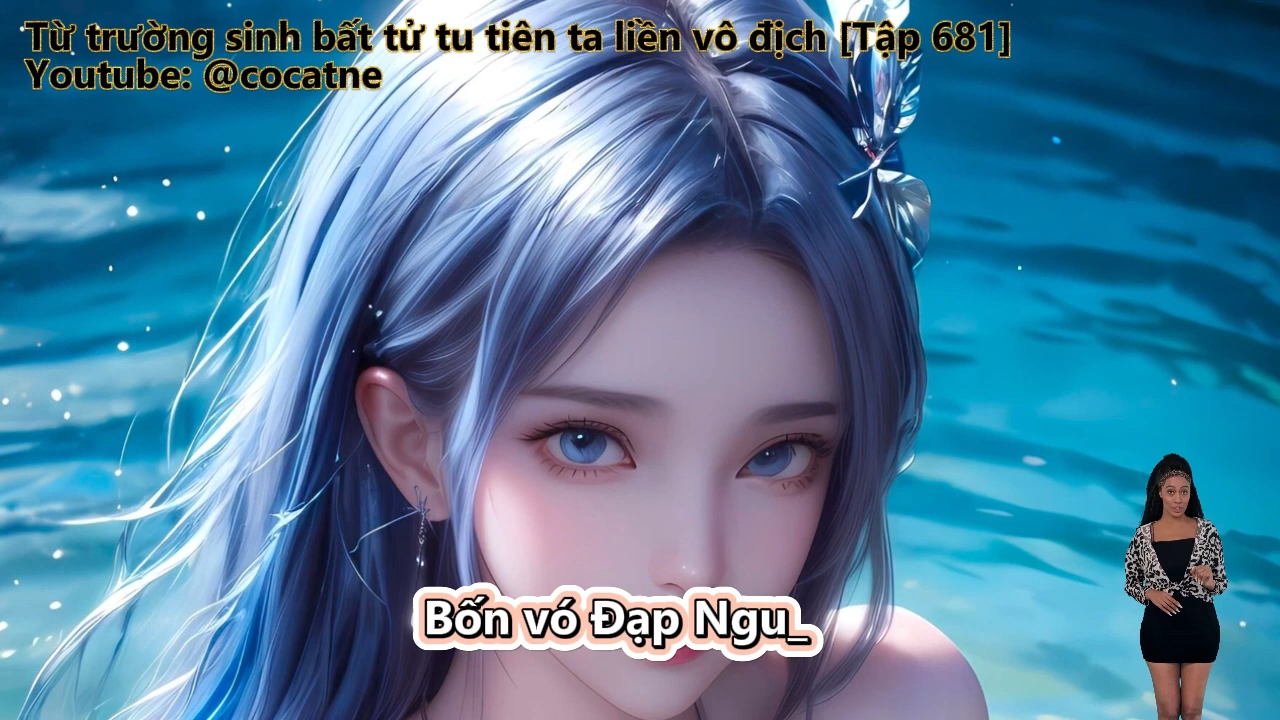 Từ trường sinh bất tử tu tiên ta liền vô địch [Tập 681]
Youtube: @cocatne
Bốn vó Đạp Ngu_